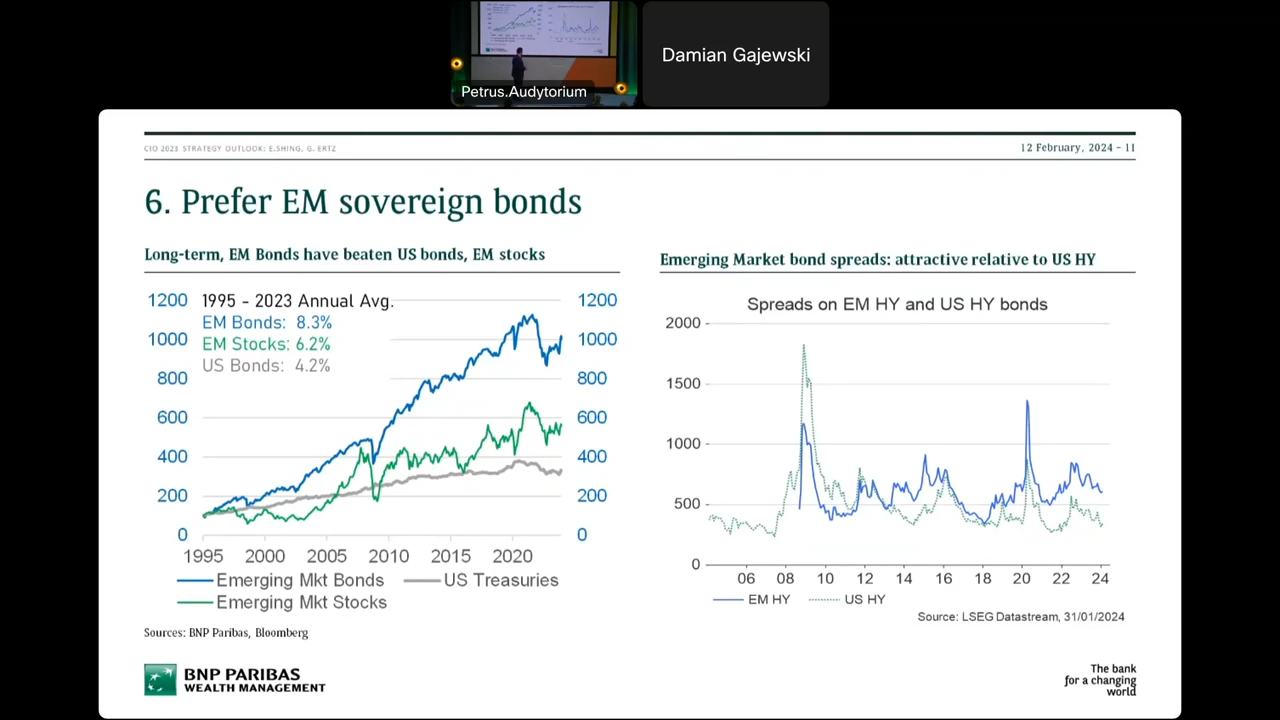 Petrus.Audytorium
Damian Gajewski
CIO 2023 STRATEGY OUTLOOK: E.SHING, G. ERTZ
12 February, 2024 – 11
6. Prefer EM sovereign bonds
Long-term, EM Bonds have beaten US bonds, EM stocks
1995 - 2023 Annual Avg.
EM Bonds: 8.3%
EM Stocks: 6.2%
US Bonds: 4.2%
1200
1000
800
600
400
200
0
1200
1000
800
600
400
200
0
1995 2000 2005 2010 2015 2020
Emerging Mkt Bonds US Treasuries
Emerging Mkt Stocks
Sources: BNP Paribas, Bloomberg
Emerging Market bond spreads: attractive relative to US HY
Spreads on EM HY and US HY bonds
2000
1500
1000
500
0
06 08 10 12 14 16 18 20 22 24
EM HY US HY
Source: LSEG Datastream, 31/01/2024
BNP PARIBAS
WEALTH MANAGEMENT
The bank
for a changing
world